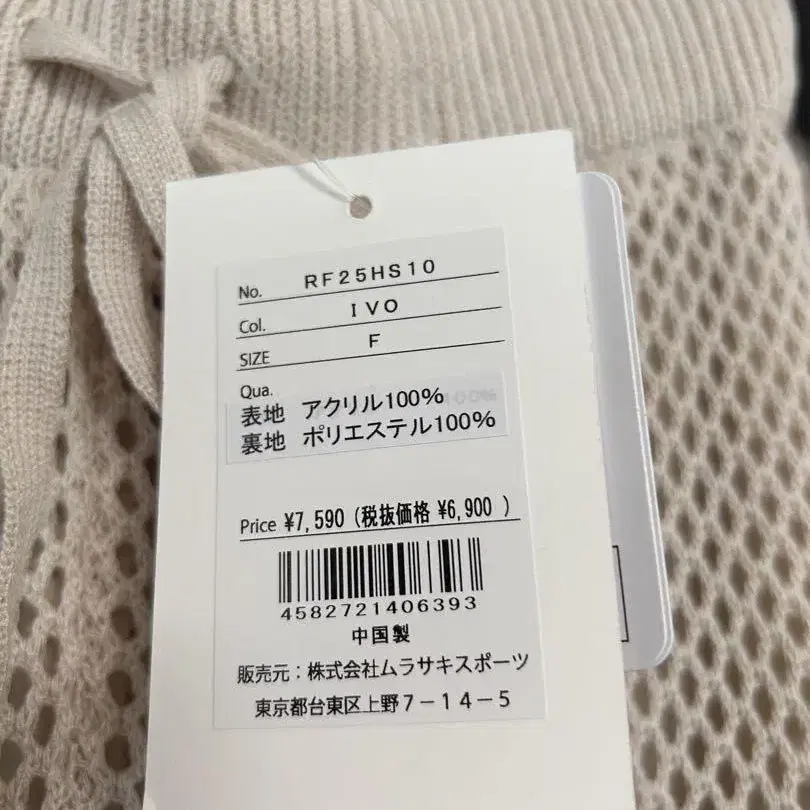 No. RF25HS10
Col. IVO
SIZE F
Qua.
表地 アクリル100%
裏地 ポリエステル100%
Price ¥7,590 (税抜価格 ¥6,900 )
4582721406393
中国製
販売元：株式会社ムラサキスポーツ
東京都台東区上野7-14-5